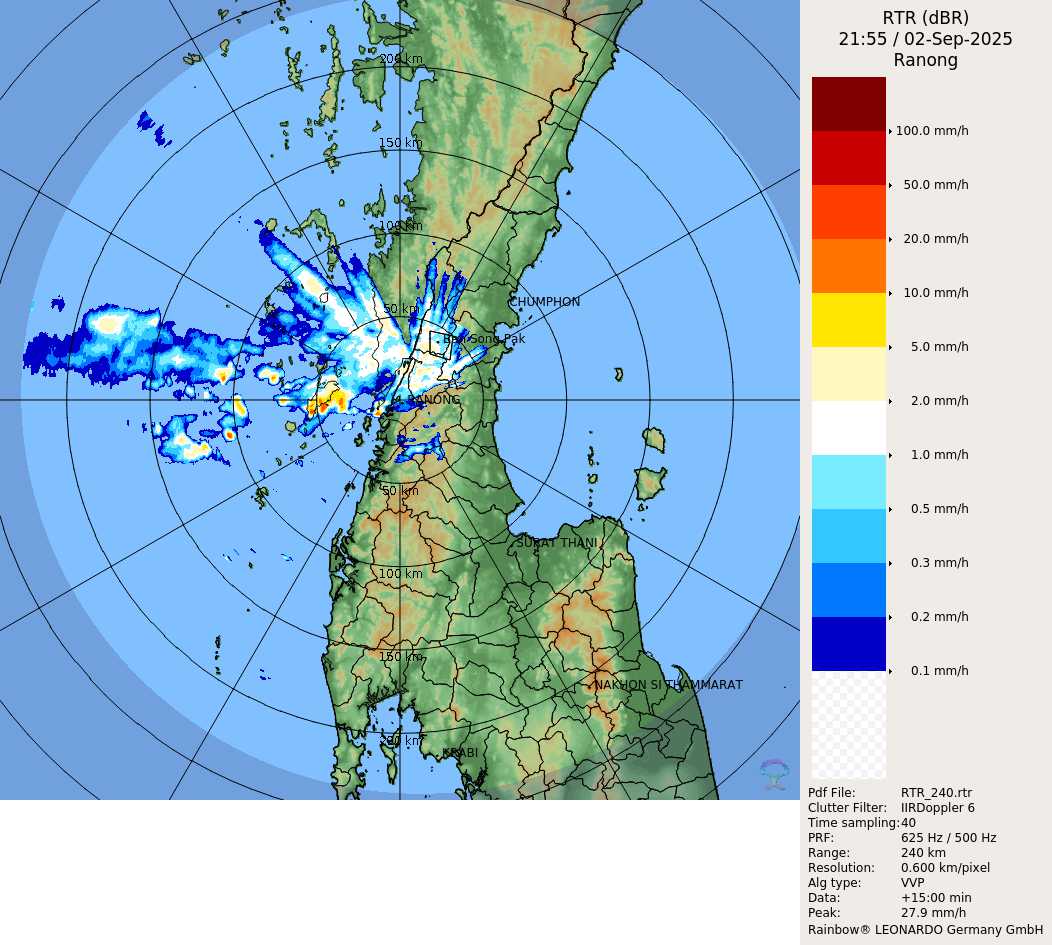 RTR (dBR)
21:55 / 02-Sep-2025
Ranong
100.0 mm/h
50.0 mm/h
20.0 mm/h
10.0 mm/h
5.0 mm/h
2.0 mm/h
1.0 mm/h
0.5 mm/h
0.3 mm/h
0.2 mm/h
0.1 mm/h
Pdf File: RTR_240.rtr
Clutter Filter: IIRDoppler 6
Time sampling:40
PRF: 625 Hz / 500 Hz
Range: 240 km
Resolution: 0.600 km/pixel
Alg type: VVP
Data: +15:00 min
Peak: 27.9 mm/h
Rainbow® LEONARDO Germany GmbH
200 km
150 km
100 km
CHUMPHON
50 km
Ban Song Pak
RANONG
50 km
SURAT THANI
100 km
150 km
NAKHON SI THAMMARAT
200 km
KRABI